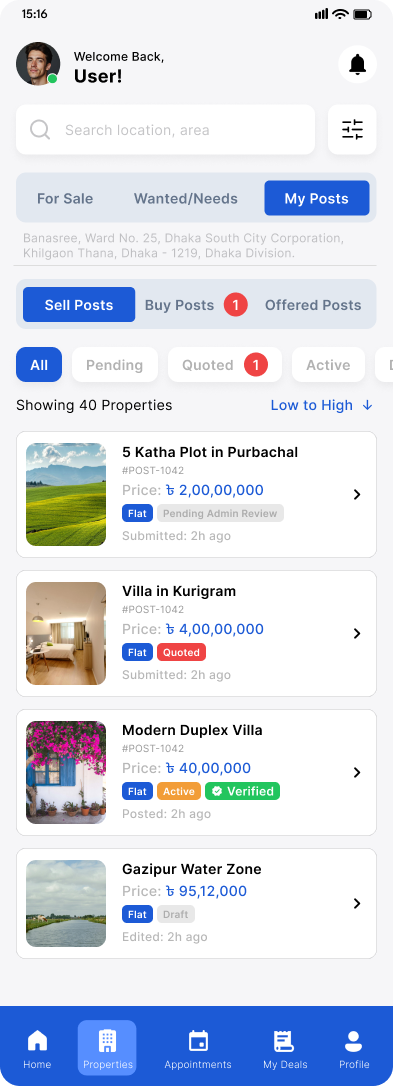 15:16
Welcome Back,
User!
Search location, area
For Sale Wanted/Needs My Posts
Banasree, Ward No. 25, Dhaka South City Corporation,
Khilgaon Thana, Dhaka - 1219, Dhaka Division.
Sell Posts Buy Posts 1 Offered Posts
All Pending Quoted 1 Active
Showing 40 Properties Low to High ↓
5 Katha Plot in Purbachal
#POST-1042
Price: ৳ 2,00,00,000
Flat Pending Admin Review
Submitted: 2h ago
Villa in Kurigram
#POST-1042
Price: ৳ 4,00,00,000
Flat Quoted
Submitted: 2h ago
Modern Duplex Villa
#POST-1042
Price: ৳ 40,00,000
Flat Active Verified
Posted: 2h ago
Gazipur Water Zone
Price: ৳ 95,12,000
Flat Draft
Edited: 2h ago
Home Properties Appointments My Deals Profile